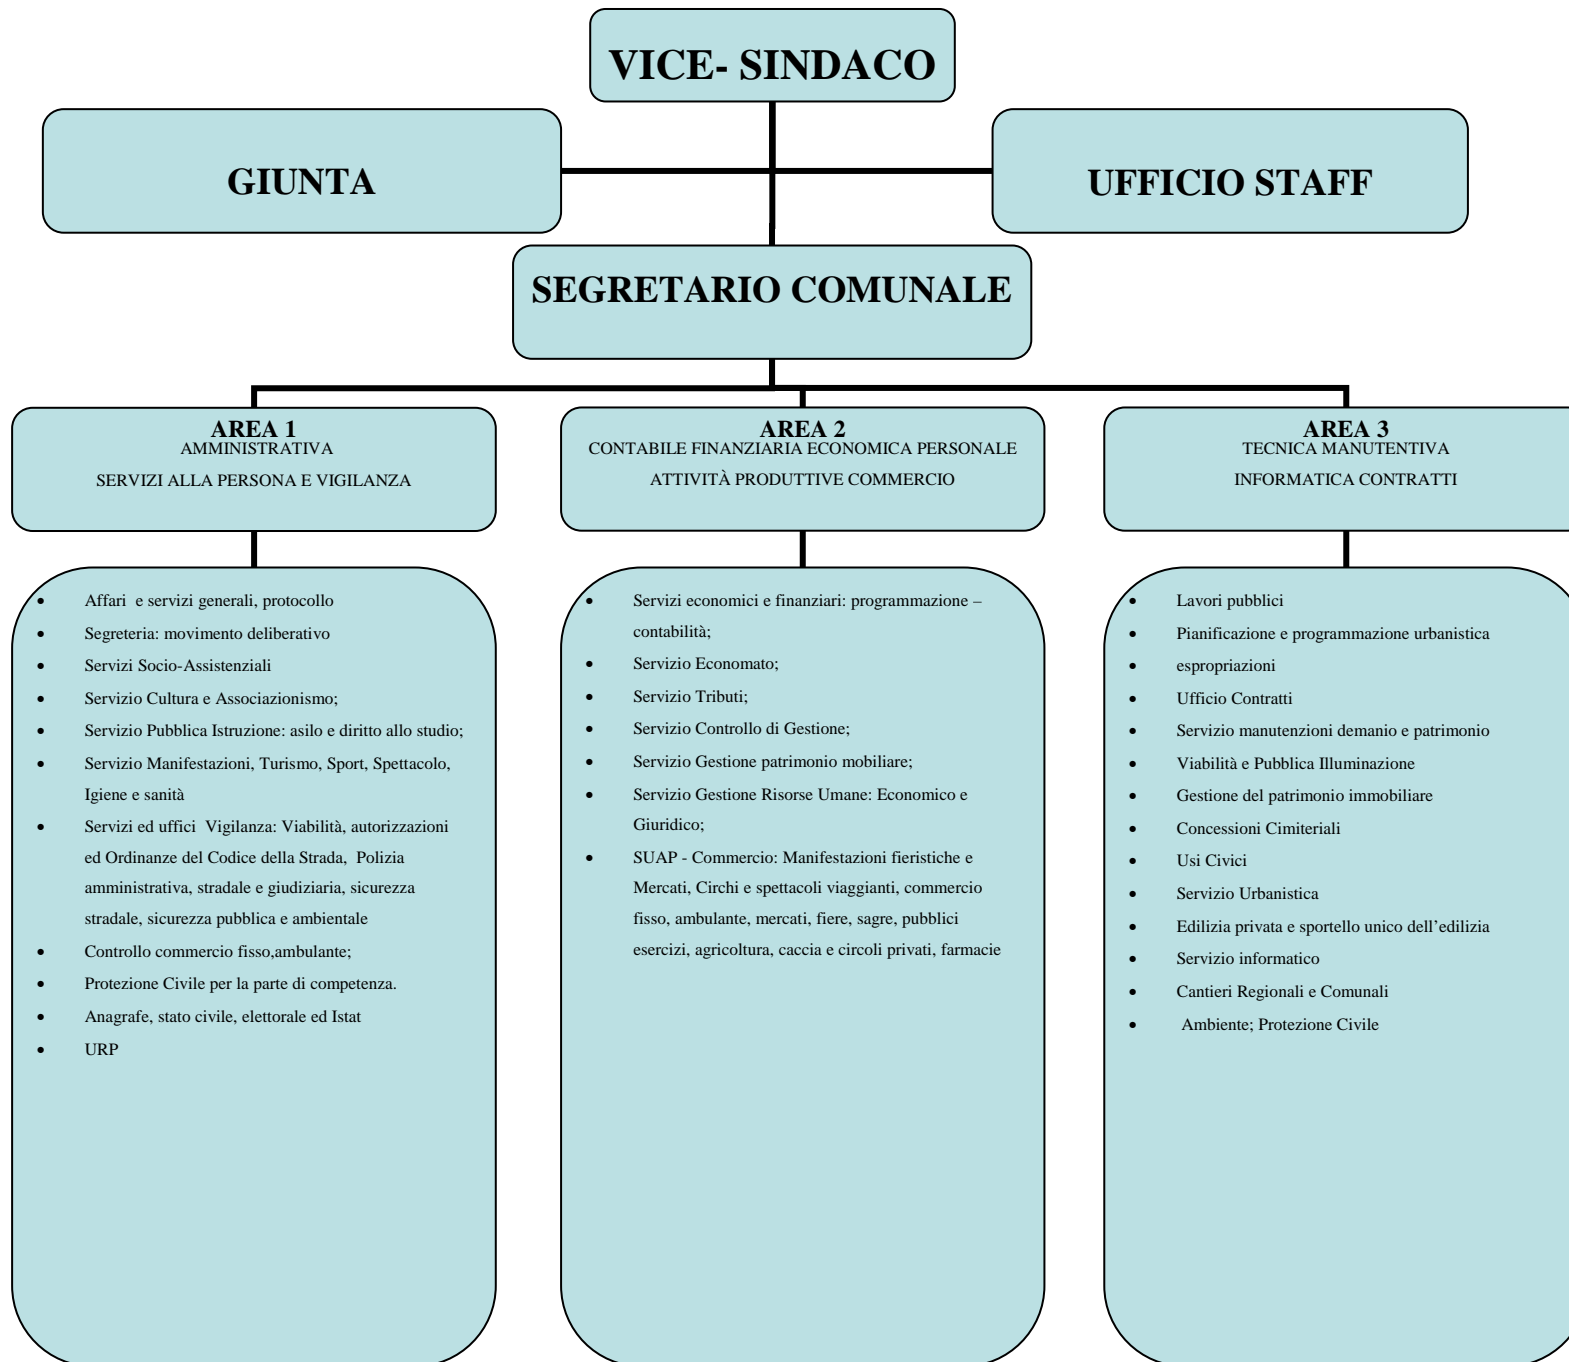 VICE- SINDACO
GIUNTA
UFFICIO STAFF
SEGRETARIO COMUNALE
AREA 1
AMMINISTRATIVA
SERVIZI ALLA PERSONA E VIGILANZA
AREA 2
CONTABILE FINANZIARIA ECONOMICA PERSONALE
ATTIVITÀ PRODUTTIVE COMMERCIO
AREA 3
TECNICA MANUTENTIVA
INFORMATICA CONTRATTI
• Affari e servizi generali, protocollo
• Segreteria: movimento deliberativo
• Servizi Socio-Assistenziali
• Servizio Cultura e Associazionismo;
• Servizio Pubblica Istruzione: asilo e diritto allo studio;
• Servizio Manifestazioni, Turismo, Sport, Spettacolo,
Igiene e sanità
• Servizi ed uffici Vigilanza: Viabilità, autorizzazioni
ed Ordinanze del Codice della Strada, Polizia
amministrativa, stradale e giudiziaria, sicurezza
stradale, sicurezza pubblica e ambientale
• Controllo commercio fisso,ambulante;
• Protezione Civile per la parte di competenza.
• Anagrafe, stato civile, elettorale ed Istat
• URP
• Servizi economici e finanziari: programmazione –
contabilità;
• Servizio Economato;
• Servizio Tributi;
• Servizio Controllo di Gestione;
• Servizio Gestione patrimonio mobiliare;
• Servizio Gestione Risorse Umane: Economico e
Giuridico;
• SUAP - Commercio: Manifestazioni fieristiche e
Mercati, Circhi e spettacoli viaggianti, commercio
fisso, ambulante, mercati, fiere, sagre, pubblici
esercizi, agricoltura, caccia e circoli privati, farmacie
• Lavori pubblici
• Pianificazione e programmazione urbanistica
• espropriazioni
• Ufficio Contratti
• Servizio manutenzioni demanio e patrimonio
• Viabilità e Pubblica Illuminazione
• Gestione del patrimonio immobiliare
• Concessioni Cimiteriali
• Usi Civici
• Servizio Urbanistica
• Edilizia privata e sportello unico dell’edilizia
• Servizio informatico
• Cantieri Regionali e Comunali
• Ambiente; Protezione Civile